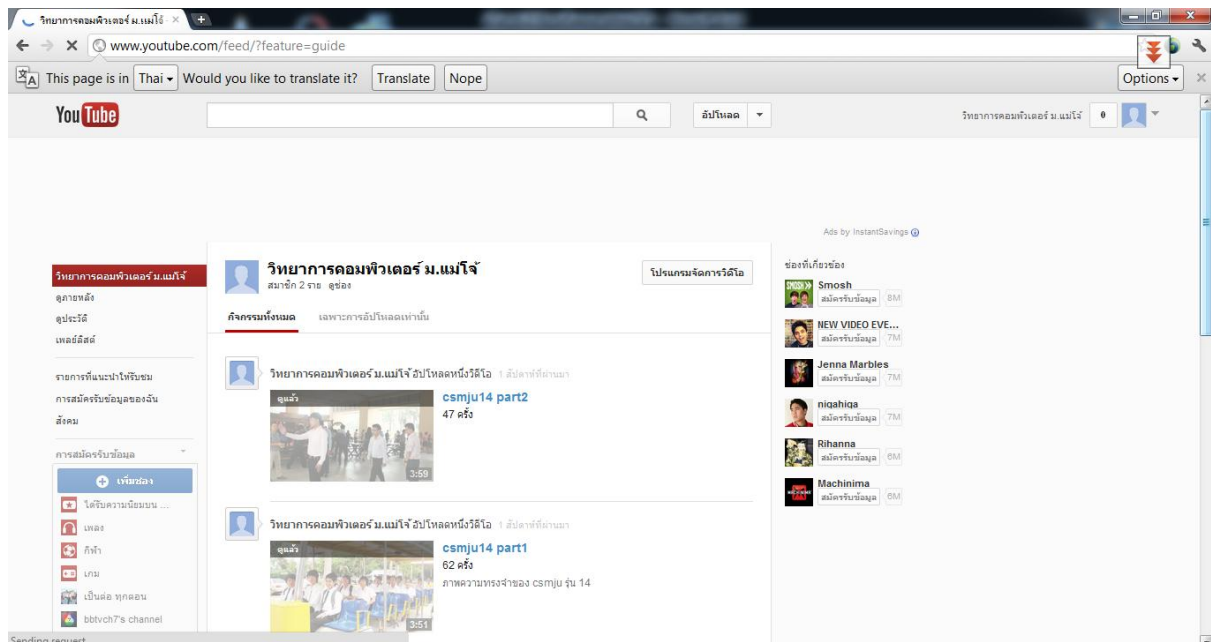 วิทยาการคอมพิวเตอร์ ม.แม่โจ้ -
www.youtube.com/feed/?feature=guide
This page is in Thai Would you like to translate it? Translate Nope Options
YouTube อัปโหลด วิทยาการคอมพิวเตอร์ ม.แม่โจ้ 0
Ads by InstantSavings
วิทยาการคอมพิวเตอร์ ม.แม่โจ้
ดูภายหลัง
ดูประวัติ
เพลย์ลิสต์
รายการที่แนะนำให้รับชม
การสมัครรับข้อมูลของฉัน
สังคม
การสมัครรับข้อมูล
เพิ่มช่อง
ได้รับความนิยมบน ...
เพลง
กีฬา
เกม
เป็นต่อ ทุกตอน
bbtvch7's channel
วิทยาการคอมพิวเตอร์ ม.แม่โจ้
สมาชิก 2 ราย ดูช่อง
โปรแกรมจัดการวิดีโอ
กิจกรรมทั้งหมด เฉพาะการอัปโหลดเท่านั้น
วิทยาการคอมพิวเตอร์ ม.แม่โจ้ อัปโหลดหนึ่งวิดีโอ 1 สัปดาห์ที่ผ่านมา
ดูแล้ว
3:59
csmju14 part2
47 ครั้ง
วิทยาการคอมพิวเตอร์ ม.แม่โจ้ อัปโหลดหนึ่งวิดีโอ 1 สัปดาห์ที่ผ่านมา
ดูแล้ว
3:51
csmju14 part1
62 ครั้ง
ภาพความทรงจำของ csmju รุ่น 14
ช่องที่เกี่ยวข้อง
Smosh
สมัครรับข้อมูล 8M
NEW VIDEO EVE...
สมัครรับข้อมูล 7M
Jenna Marbles
สมัครรับข้อมูล 7M
nigahiga
สมัครรับข้อมูล 7M
Rihanna
สมัครรับข้อมูล 6M
Machinima
สมัครรับข้อมูล 6M
Sending request